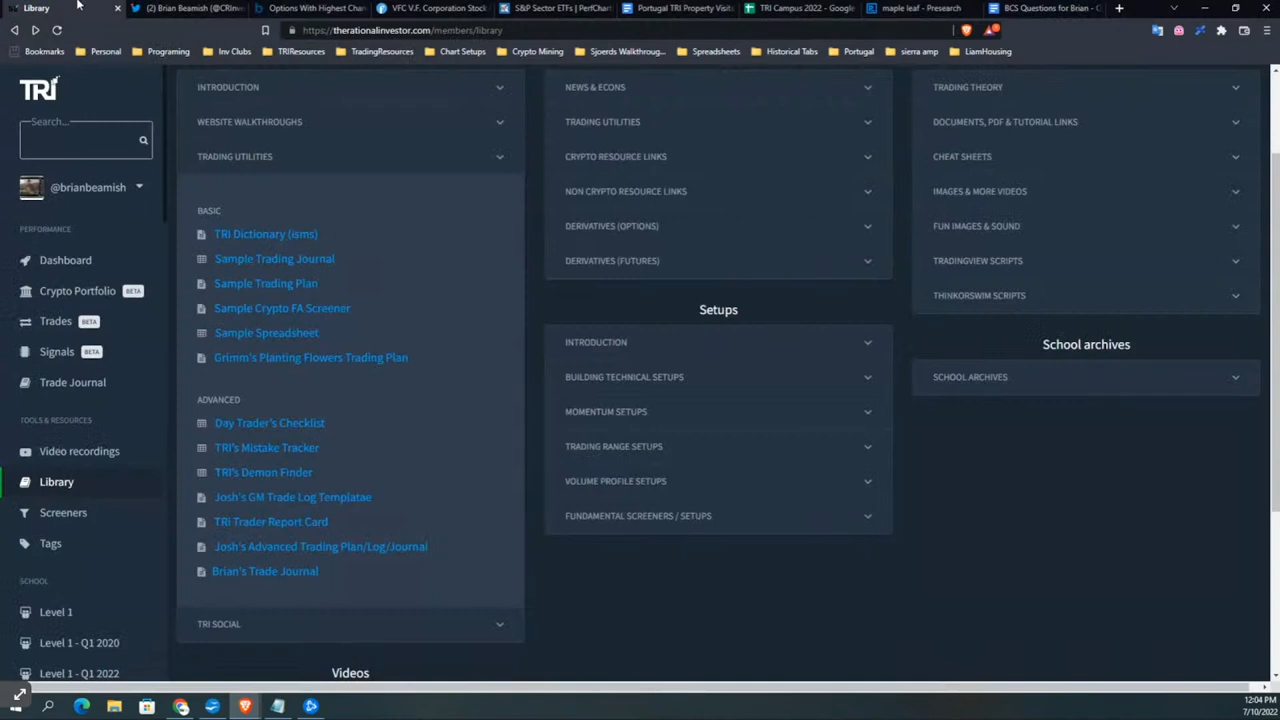 Library
Brian Beamish (@CRInv
Options With Highest Chan
VFC V.F. Corporation Stock
S&P Sector ETFs | PerfChart
Portugal TRI Property Visit
TRI Campus 2022 - Google
maple leaf - Presearch
BCS Questions for Brian - G
https://therationalinvestor.com/members/library
Bookmarks Personal Programing Inv Clubs TRIResources TradingResources Chart Setups Crypto Mining Sjoerds Walkthroug... Spreadsheets Historical Tabs Portugal sierra amp LiamHousing
TRi
Search...
@brianbeamish
PERFORMANCE
Dashboard
Crypto Portfolio BETA
Trades BETA
Signals BETA
Trade Journal
TOOLS & RESOURCES
Video recordings
Library
Screeners
Tags
SCHOOL
Level 1
Level 1 - Q1 2020
Level 1 - Q1 2022
INTRODUCTION
WEBSITE WALKTHROUGHS
TRADING UTILITIES
BASIC
TRI Dictionary (isms)
Sample Trading Journal
Sample Trading Plan
Sample Crypto FA Screener
Sample Spreadsheet
Grimm's Planting Flowers Trading Plan
ADVANCED
Day Trader's Checklist
TRI's Mistake Tracker
TRI's Demon Finder
Josh's GM Trade Log Templatae
TRi Trader Report Card
Josh's Advanced Trading Plan/Log/Journal
Brian's Trade Journal
TRI SOCIAL
Videos
NEWS & ECONS
TRADING UTILITIES
CRYPTO RESOURCE LINKS
NON CRYPTO RESOURCE LINKS
DERIVATIVES (OPTIONS)
DERIVATIVES (FUTURES)
Setups
INTRODUCTION
BUILDING TECHNICAL SETUPS
MOMENTUM SETUPS
TRADING RANGE SETUPS
VOLUME PROFILE SETUPS
FUNDAMENTAL SCREENERS / SETUPS
TRADING THEORY
DOCUMENTS, PDF & TUTORIAL LINKS
CHEAT SHEETS
IMAGES & MORE VIDEOS
FUN IMAGES & SOUND
TRADINGVIEW SCRIPTS
THINKORSWIM SCRIPTS
School archives
SCHOOL ARCHIVES
12:04 PM
7/10/2022